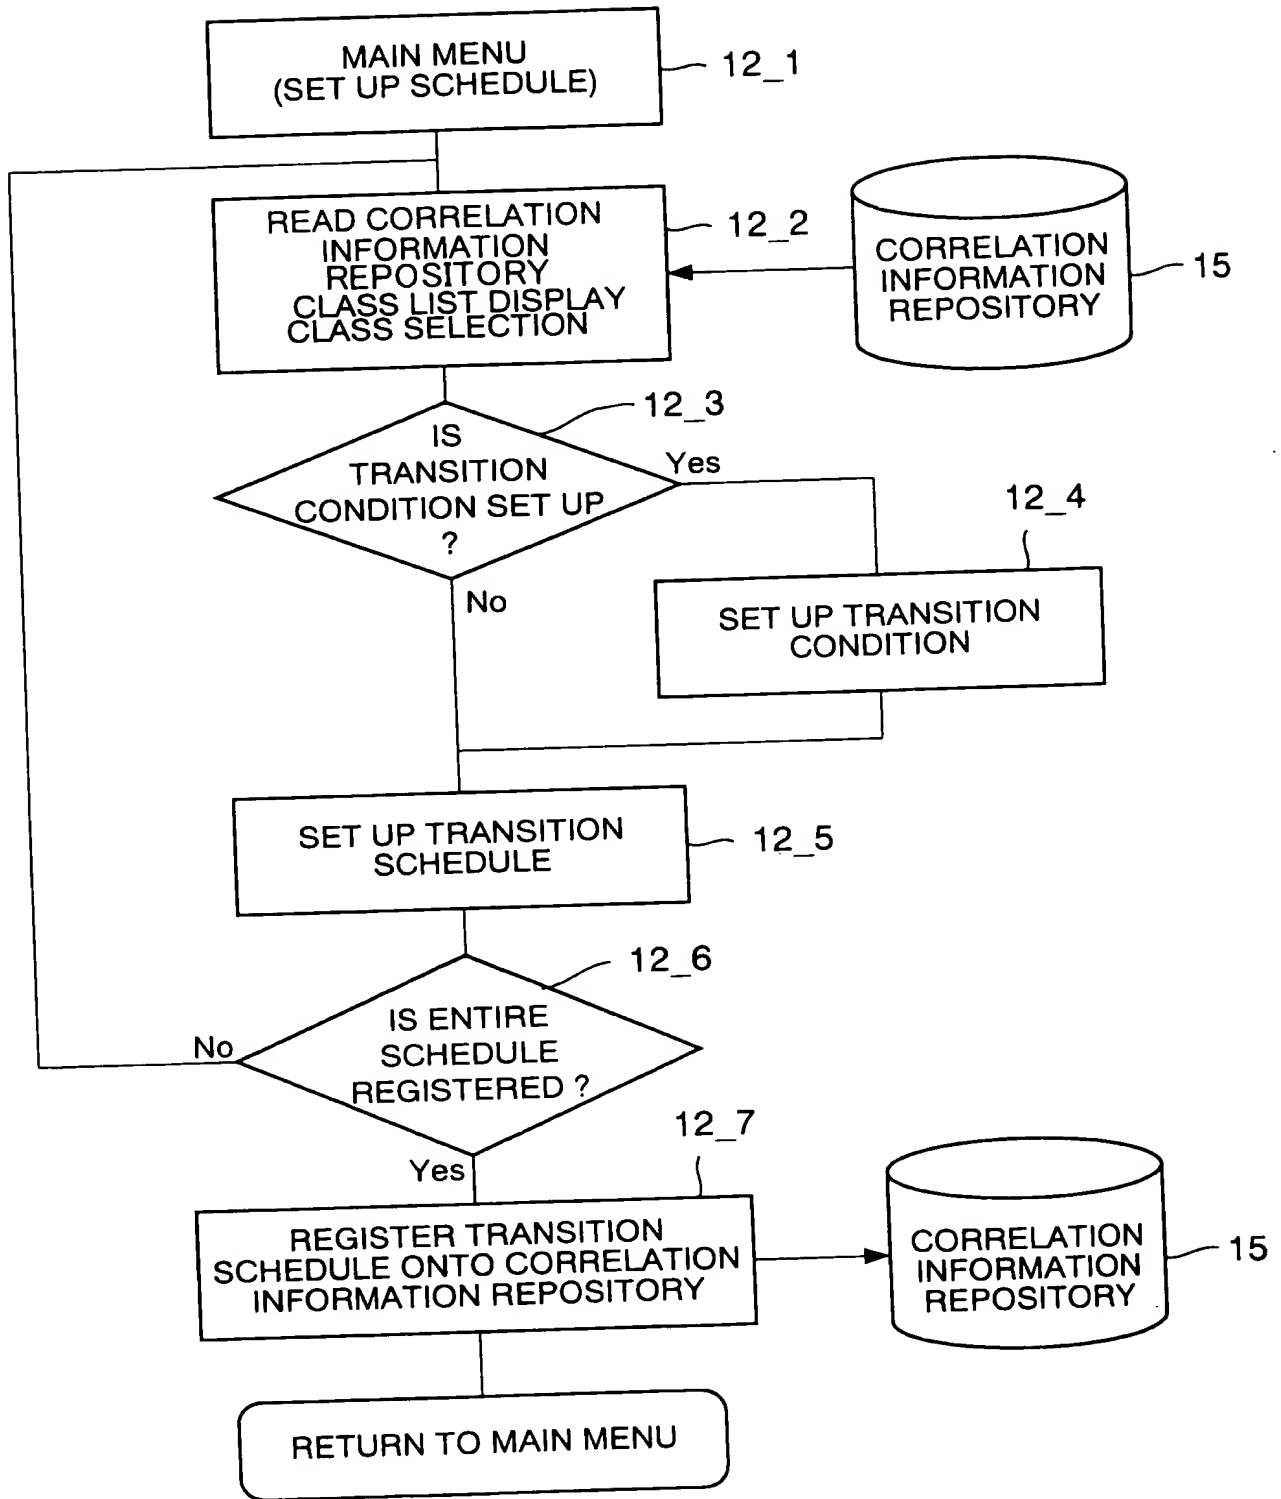 MAIN MENU
(SET UP SCHEDULE)
12_1
READ CORRELATION
INFORMATION
REPOSITORY
CLASS LIST DISPLAY
CLASS SELECTION
12_2
CORRELATION
INFORMATION
REPOSITORY
15
12_3
IS
TRANSITION
CONDITION SET UP
?
Yes
No
12_4
SET UP TRANSITION
CONDITION
SET UP TRANSITION
SCHEDULE
12_5
12_6
IS ENTIRE
SCHEDULE
REGISTERED ?
No
Yes
12_7
REGISTER TRANSITION
SCHEDULE ONTO CORRELATION
INFORMATION REPOSITORY
CORRELATION
INFORMATION
REPOSITORY
15
RETURN TO MAIN MENU